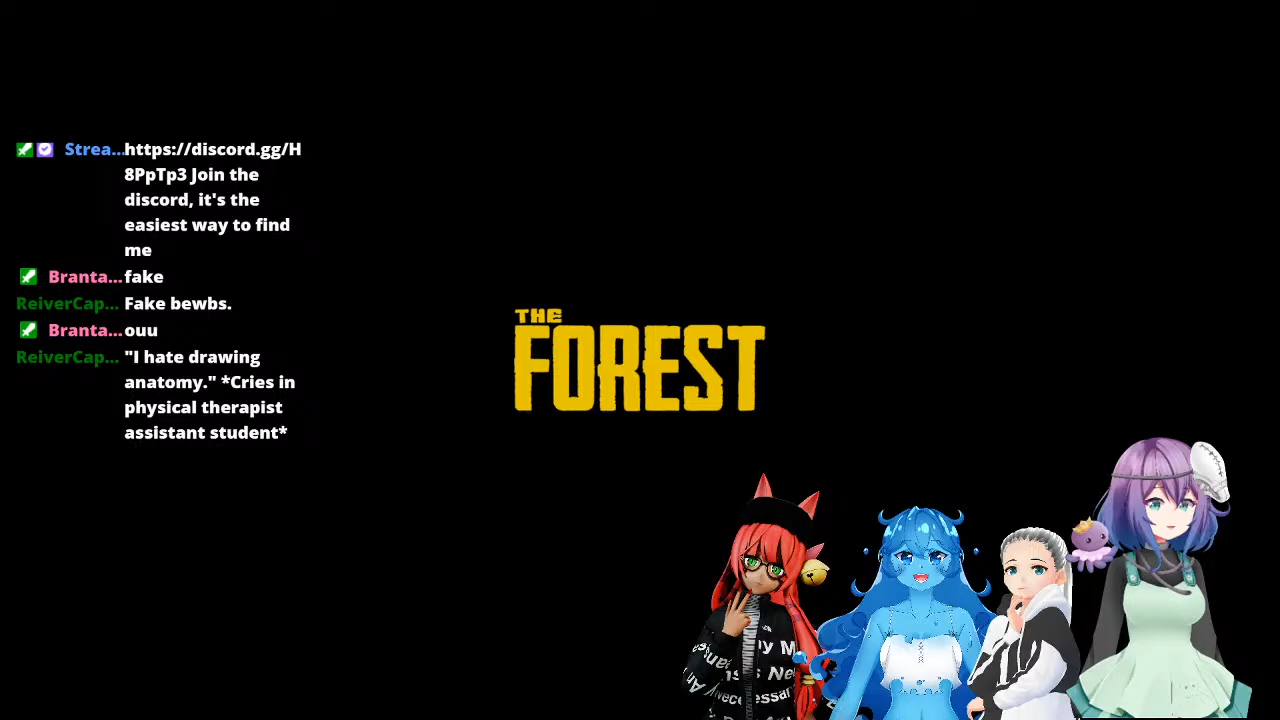 Strea... https://discord.gg/H
8PpTp3 Join the
discord, it's the
easiest way to find
me
Branta... fake
ReiverCap... Fake bewbs.
Branta... ouu
ReiverCap... "I hate drawing
anatomy." *Cries in
physical therapist
assistant student*
THE
FOREST